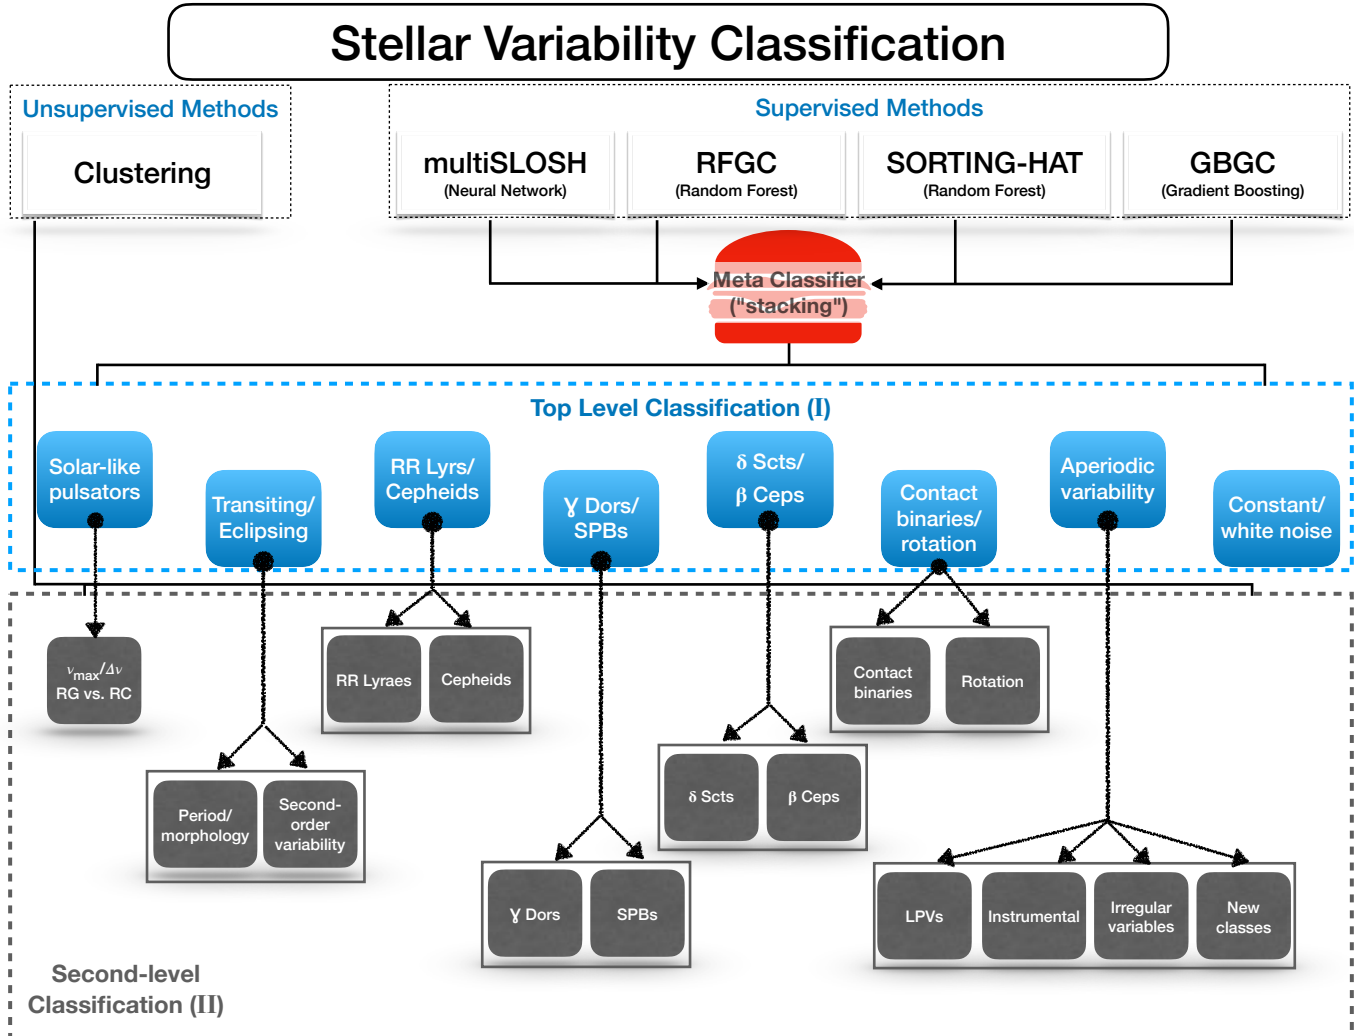 Stellar Variability Classification
Unsupervised Methods
Clustering
Supervised Methods
multiSLOSH
(Neural Network)
RFGC
(Random Forest)
SORTING-HAT
(Random Forest)
GBGC
(Gradient Boosting)
Meta Classifier
("stacking")
Top Level Classification (I)
Solar-like
pulsators
Transiting/
Eclipsing
RR Lyrs/
Cepheids
Ɣ Dors/
SPBs
δ Scts/
β Ceps
Contact
binaries/
rotation
Aperiodic
variability
Constant/
white noise
νmax/Δν
RG vs. RC
Period/
morphology
Second-
order
variability
RR Lyraes
Cepheids
Ɣ Dors
SPBs
δ Scts
β Ceps
Contact
binaries
Rotation
LPVs
Instrumental
Irregular
variables
New
classes
Second-level
Classification (II)